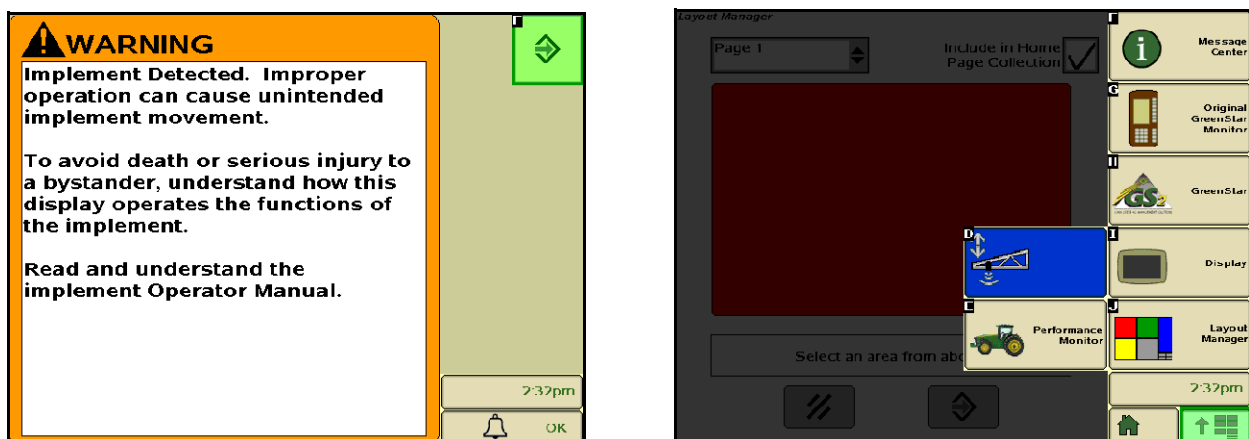 WARNING
Implement Detected. Improper
operation can cause unintended
implement movement.
To avoid death or serious injury to
a bystander, understand how this
display operates the functions of
the implement.
Read and understand the
implement Operator Manual.
2:32pm
OK
Layout Manager
Page 1
Include in Home
Page Collection
Select an area from abo
Message
Center
G
Original
GreenStar
Monitor
GS2
GreenStar
D
I
Display
E
Performance
Monitor
J
Layout
Manager
2:32pm